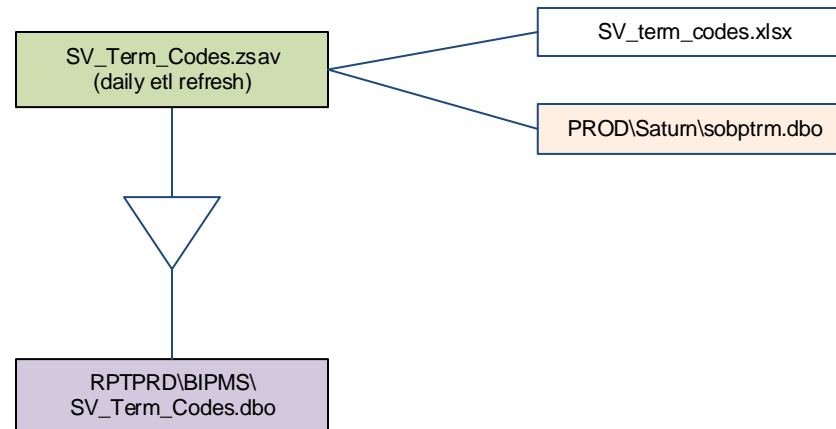 SV_Term_Codes.zsav
(daily etl refresh)
SV_term_codes.xlsx
PROD\Saturn\sobptrm.dbo
RPTPRD\BIPMS\
SV_Term_Codes.dbo